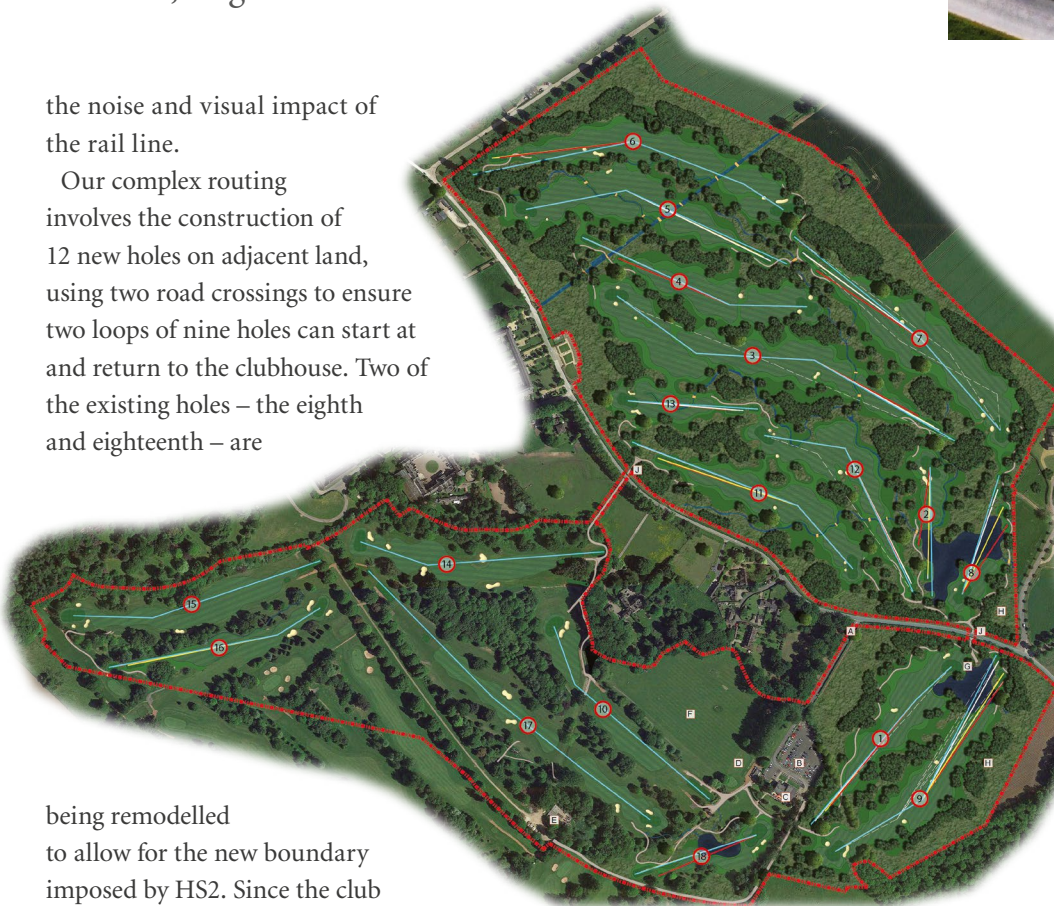 the noise and visual impact of
the rail line.
Our complex routing
involves the construction of
12 new holes on adjacent land,
using two road crossings to ensure
two loops of nine holes can start at
and return to the clubhouse. Two of
the existing holes – the eighth
and eighteenth – are
6
5
4
7
3
13
12
11
J
2
8
H
14
15
16
A
J
G
17
10
F
1
D
B
H
C
9
E
18
being remodelled
to allow for the new boundary
imposed by HS2. Since the club